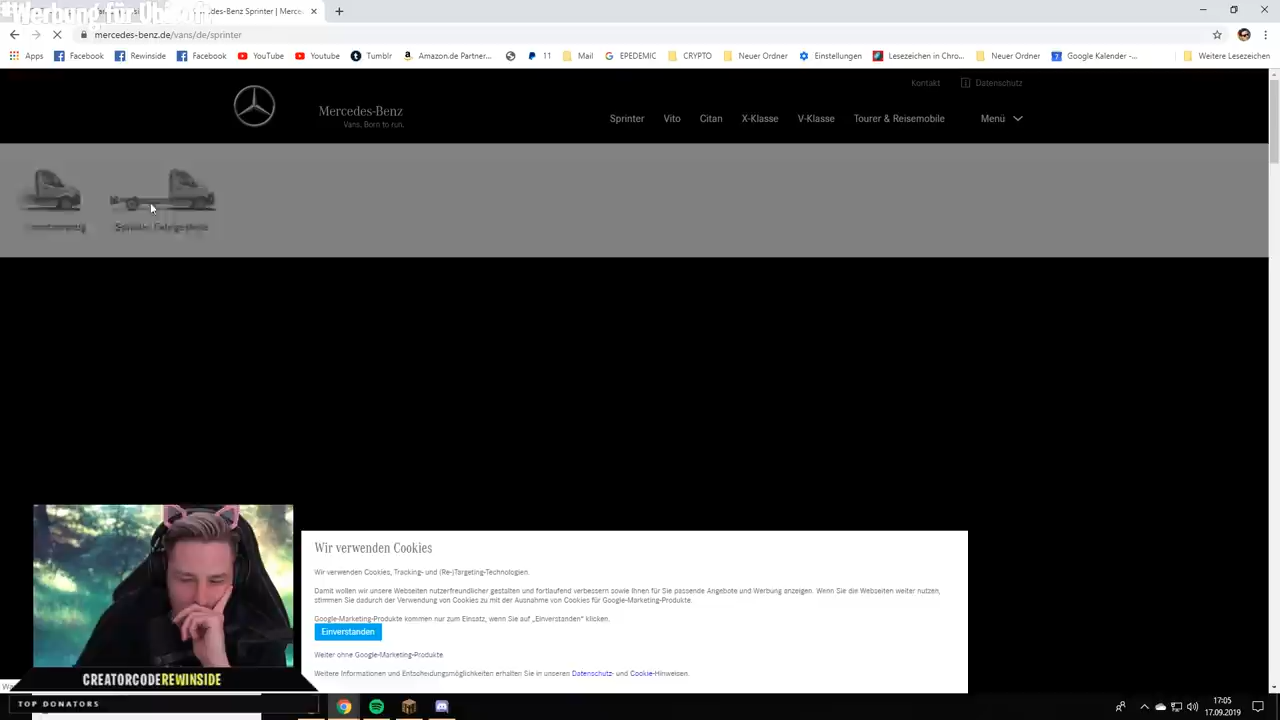 Werbung für Ubisoft
-Benz Sprinter | Merc
mercedes-benz.de/vans/de/sprinter
Apps
Facebook
Rewinside
Facebook
YouTube
Youtube
Tumblr
Amazon.de Partner...
11
Mail
EPEDEMIC
CRYPTO
Neuer Ordner
Einstellungen
Lesezeichen in Chro...
Neuer Ordner
Google Kalender -...
Weitere Lesezeichen
Kontakt
Datenschutz
Mercedes-Benz
Vans. Born to run.
Sprinter
Vito
Citan
X-Klasse
V-Klasse
Tourer & Reisemobile
Menü
Wir verwenden Cookies
Wir verwenden Cookies, Tracking- und (Re-)Targeting-Technologien.
Damit wollen wir unsere Webseiten nutzerfreundlicher gestalten und fortlaufend verbessern sowie Ihnen für Sie passende Angebote und Werbung anzeigen. Wenn Sie die Webseiten weiter nutzen,
stimmen Sie dadurch der Verwendung von Cookies zu mit der Ausnahme von Cookies für Google-Marketing-Produkte.
Google-Marketing-Produkte kommen nur zum Einsatz, wenn Sie auf „Einverstanden" klicken.
Einverstanden
Weiter ohne Google-Marketing-Produkte
Weitere Informationen und Entscheidungsmöglichkeiten erhalten Sie in unseren Datenschutz- und Cookie-Hinweisen.
CREATORCODEREWINSIDE
TOP DONATORS
17:05
17.09.2019